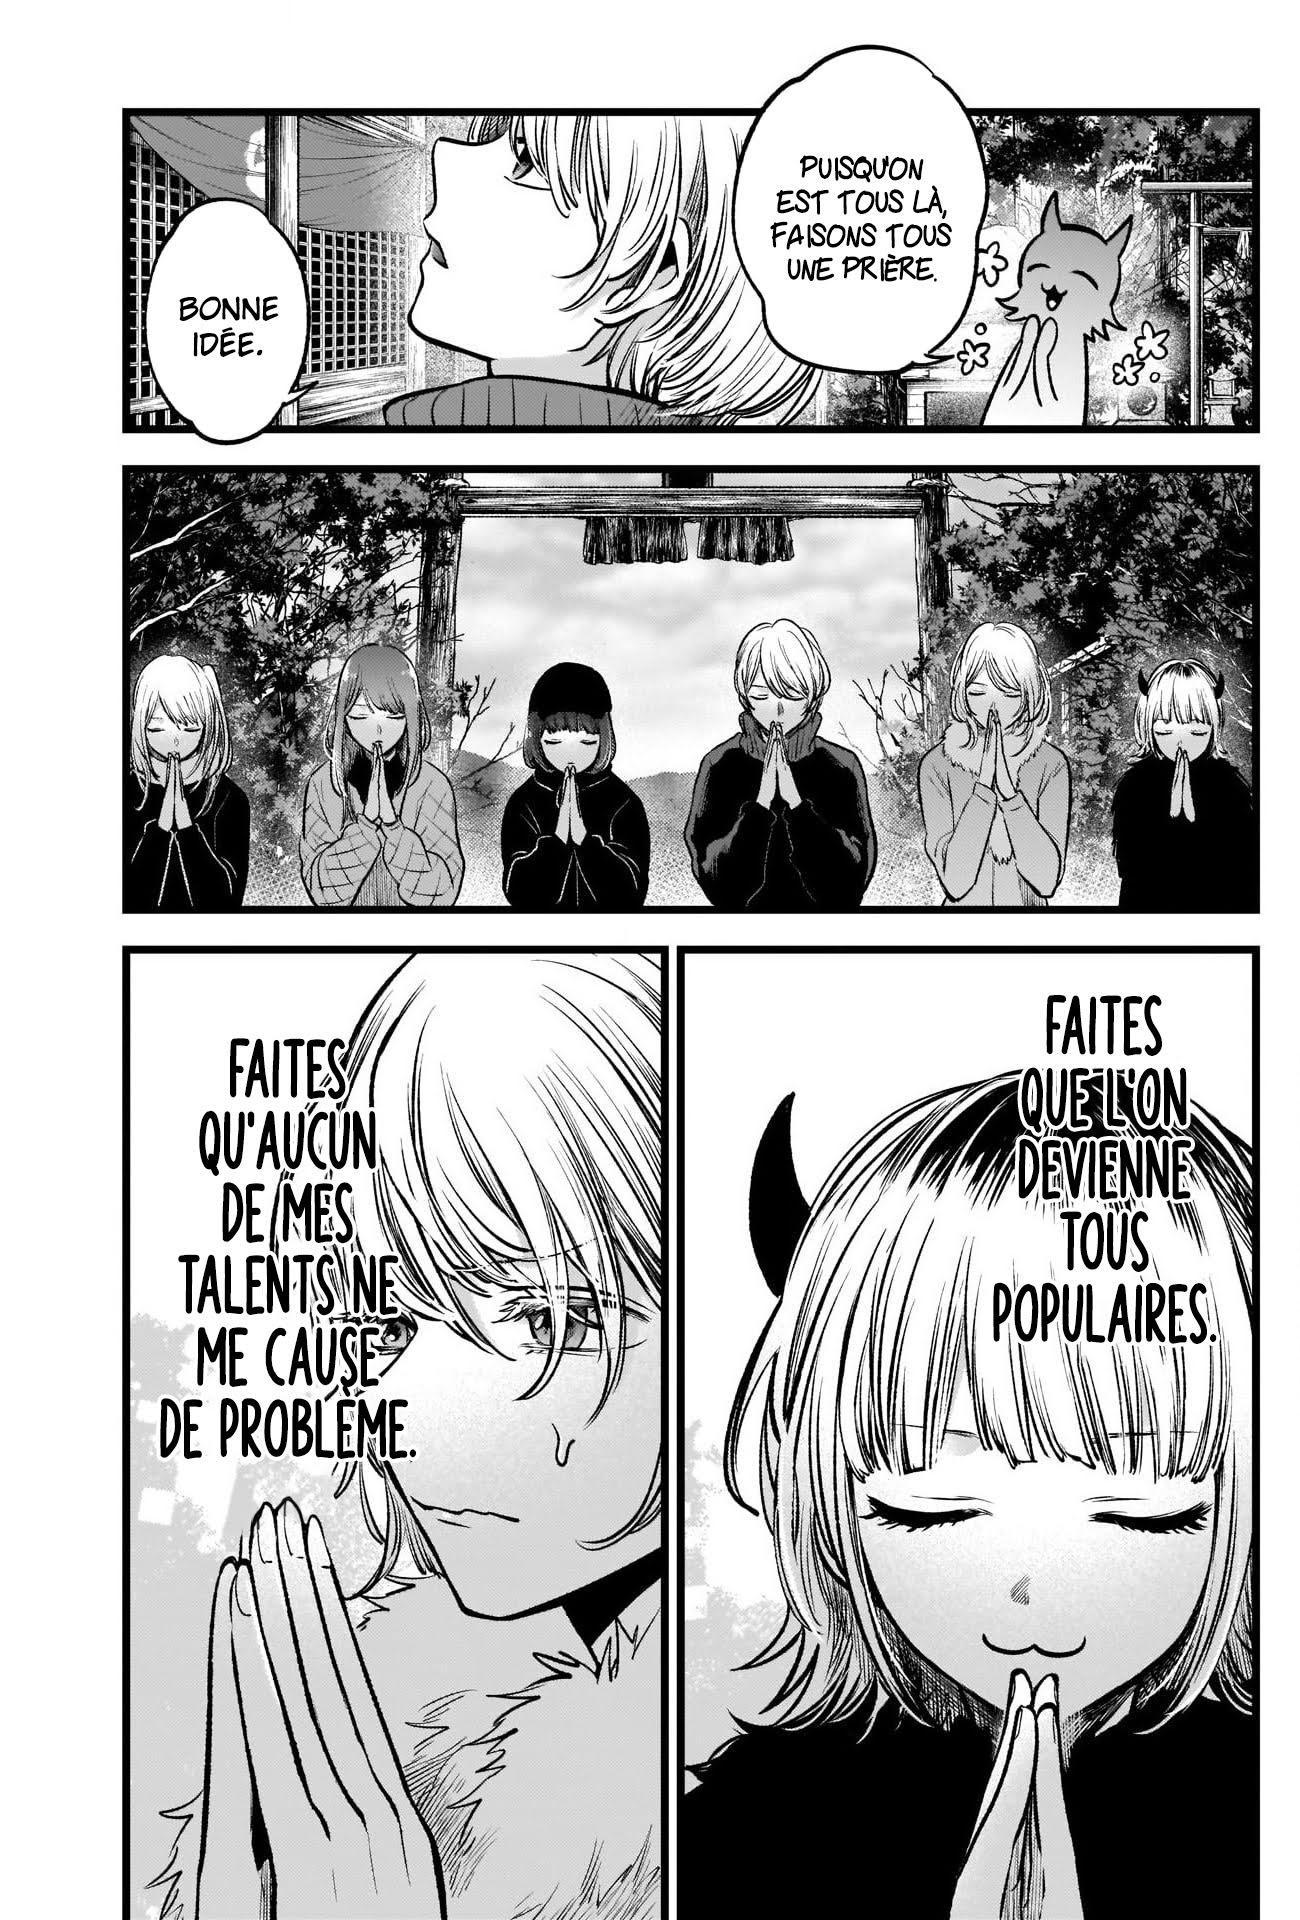 PUISQU'ON
EST TOUS LÀ,
FAISONS TOUS
UNE PRIÈRE.
BONNE
IDÉE.
FAITES
QUE L'ON
DEVIENNE
TOUS
POPULAIRES.
FAITES
QU'AUCUN
DE MES
TALENTS NE
ME CAUSE
DE PROBLÈME.